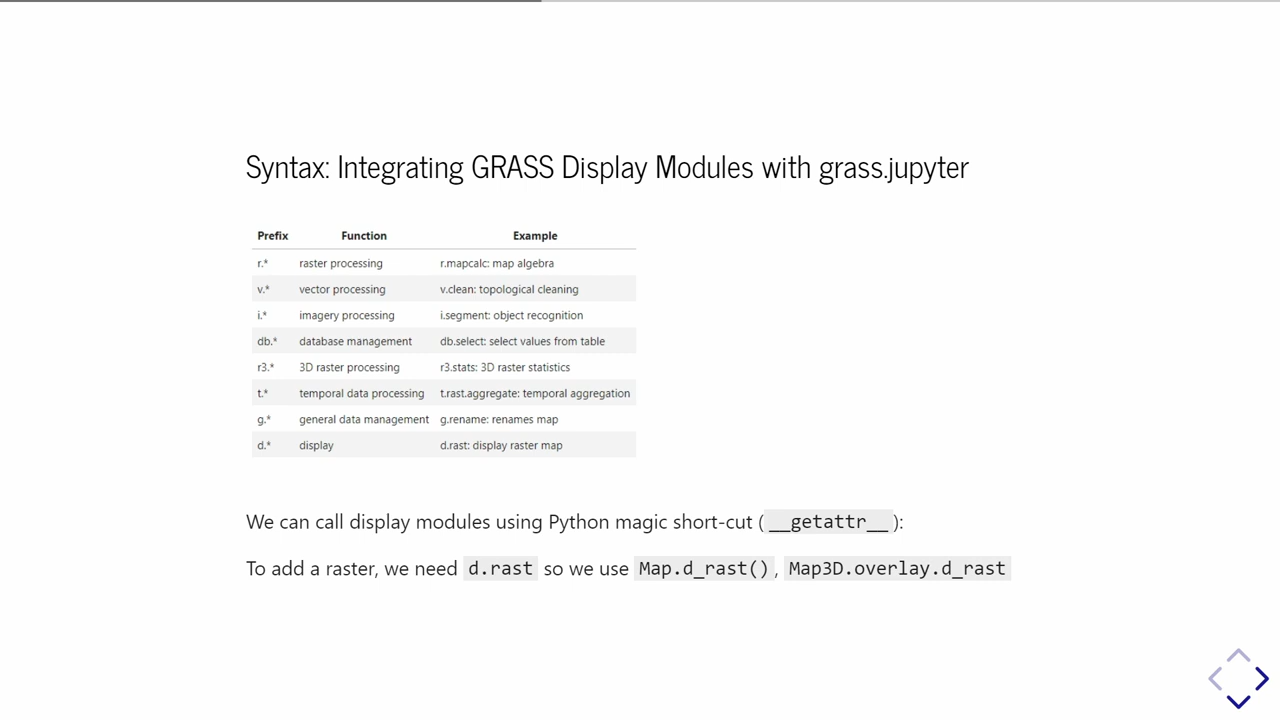 Syntax: Integrating GRASS Display Modules with grass.jupyter
Prefix Function Example
r.* raster processing r.mapcalc: map algebra
v.* vector processing v.clean: topological cleaning
i.* imagery processing i.segment: object recognition
db.* database management db.select: select values from table
r3.* 3D raster processing r3.stats: 3D raster statistics
t.* temporal data processing t.rast.aggregate: temporal aggregation
g.* general data management g.rename: renames map
d.* display d.rast: display raster map
We can call display modules using Python magic short-cut (__getattr__):
To add a raster, we need d.rast so we use Map.d_rast(), Map3D.overlay.d_rast